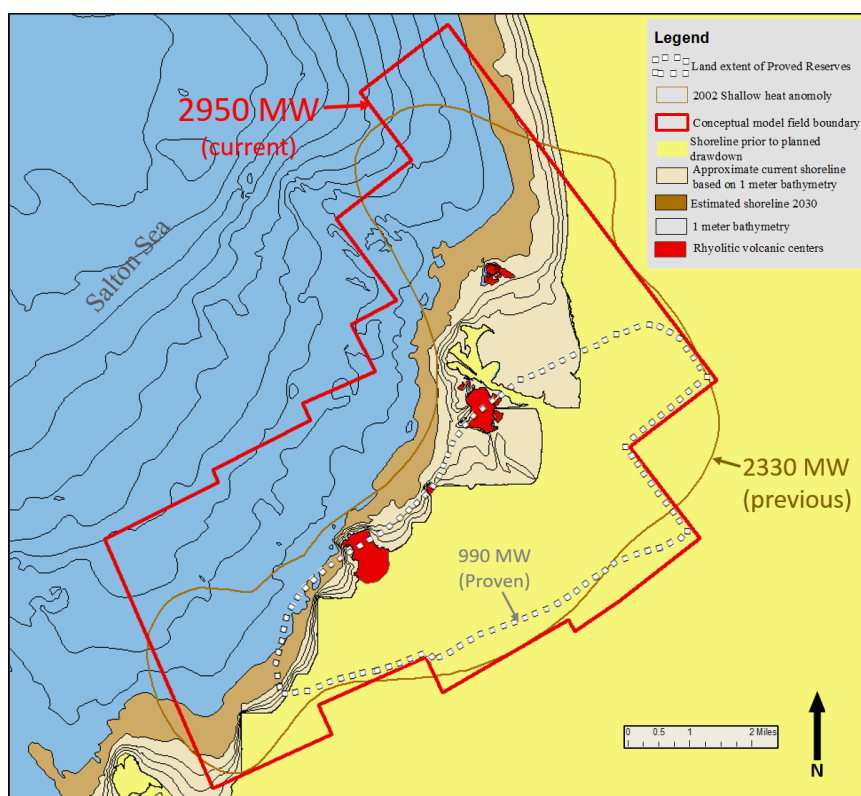 2950 MW
(current)
Salton Sea
Legend
Land extent of Proved Reserves
2002 Shallow heat anomoly
Conceptual model field boundary
Shoreline prior to planned
drawdown
Approximate current shoreline
based on 1 meter bathymetry
Estimated shoreline 2030
1 meter bathymetry
Rhyolitic volcanic centers
2330 MW
(previous)
990 MW
(Proven)
0 0.5 1 2 Miles
N